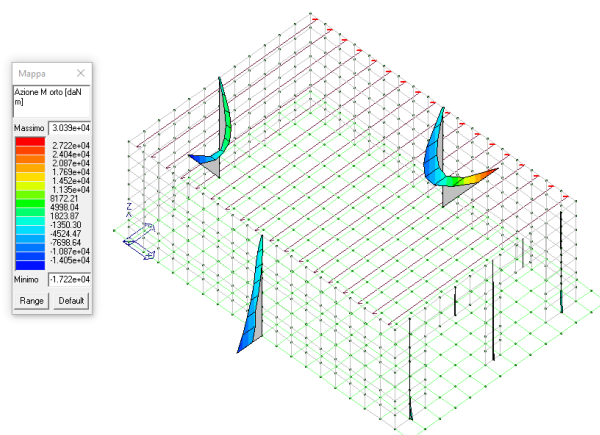 Mappa
Azione M orto [daN
m]
Massimo 3.039e+04
2.722e+04
2.404e+04
2.087e+04
1.769e+04
1.452e+04
1.135e+04
8172.21
4998.04
1823.87
-1350.30
-4524.47
-7698.64
-1.087e+04
-1.405e+04
Minimo -1.722e+04
Range Default
Z